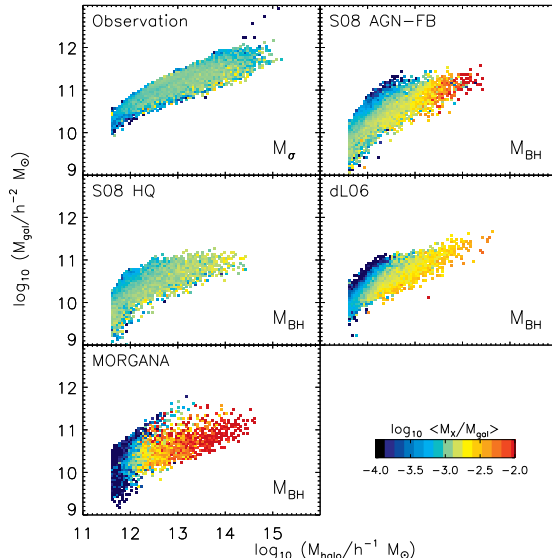 Observation
S08 AGN-FB
12
11
10
9
M_σ
M_BH
S08 HQ
dL06
12
11
10
9
M_BH
M_BH
log₁₀ (M_gal/h⁻² M_⊙)
MORGANA
12
11
10
9
M_BH
log₁₀ <M_x/M_gal>
-4.0 -3.5 -3.0 -2.5 -2.0
11 12 13 14 15
log₁₀ (M_halo/h⁻¹ M_⊙)